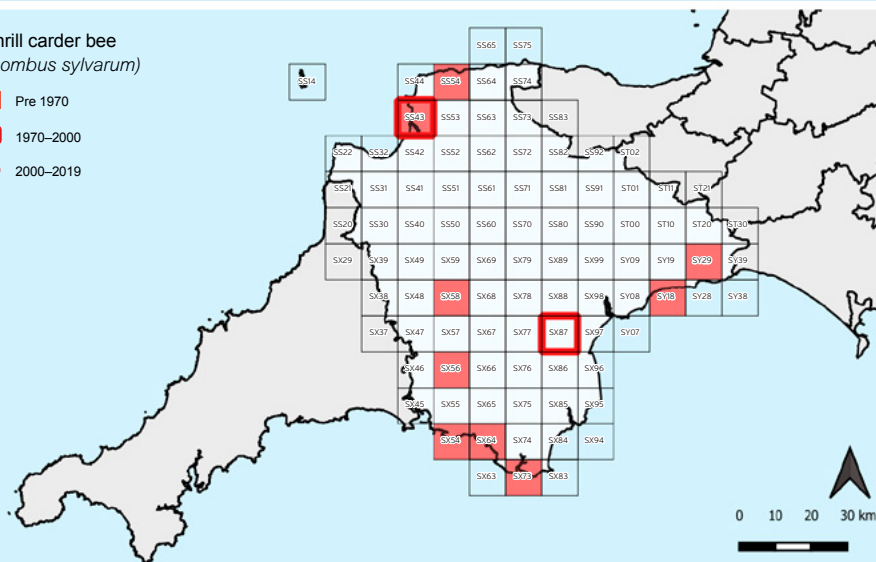 hrill carder bee
ombus sylvarum)
Pre 1970
1970–2000
2000–2019
SS65 SS75
SS14 SS44 SS54 SS64 SS74
SS43 SS53 SS63 SS73 SS83
SS22 SS32 SS42 SS52 SS62 SS72 SS82 SS92 ST02
SS21 SS31 SS41 SS51 SS61 SS71 SS81 SS91 ST01 ST11 ST21
SS20 SS30 SS40 SS50 SS60 SS70 SS80 SS90 ST00 ST10 ST20 ST30
SX29 SX39 SX49 SX59 SX69 SX79 SX89 SX99 SY09 SY19 SY29 SY39
SX38 SX48 SX58 SX68 SX78 SX88 SX98 SY08 SY18 SY28 SY38
SX37 SX47 SX57 SX67 SX77 SX87 SX97 SY07
SX46 SX56 SX66 SX76 SX86 SX96
SX45 SX55 SX65 SX75 SX85 SX95
SX54 SX64 SX74 SX84 SX94
SX63 SX73 SX83
0 10 20 30 km